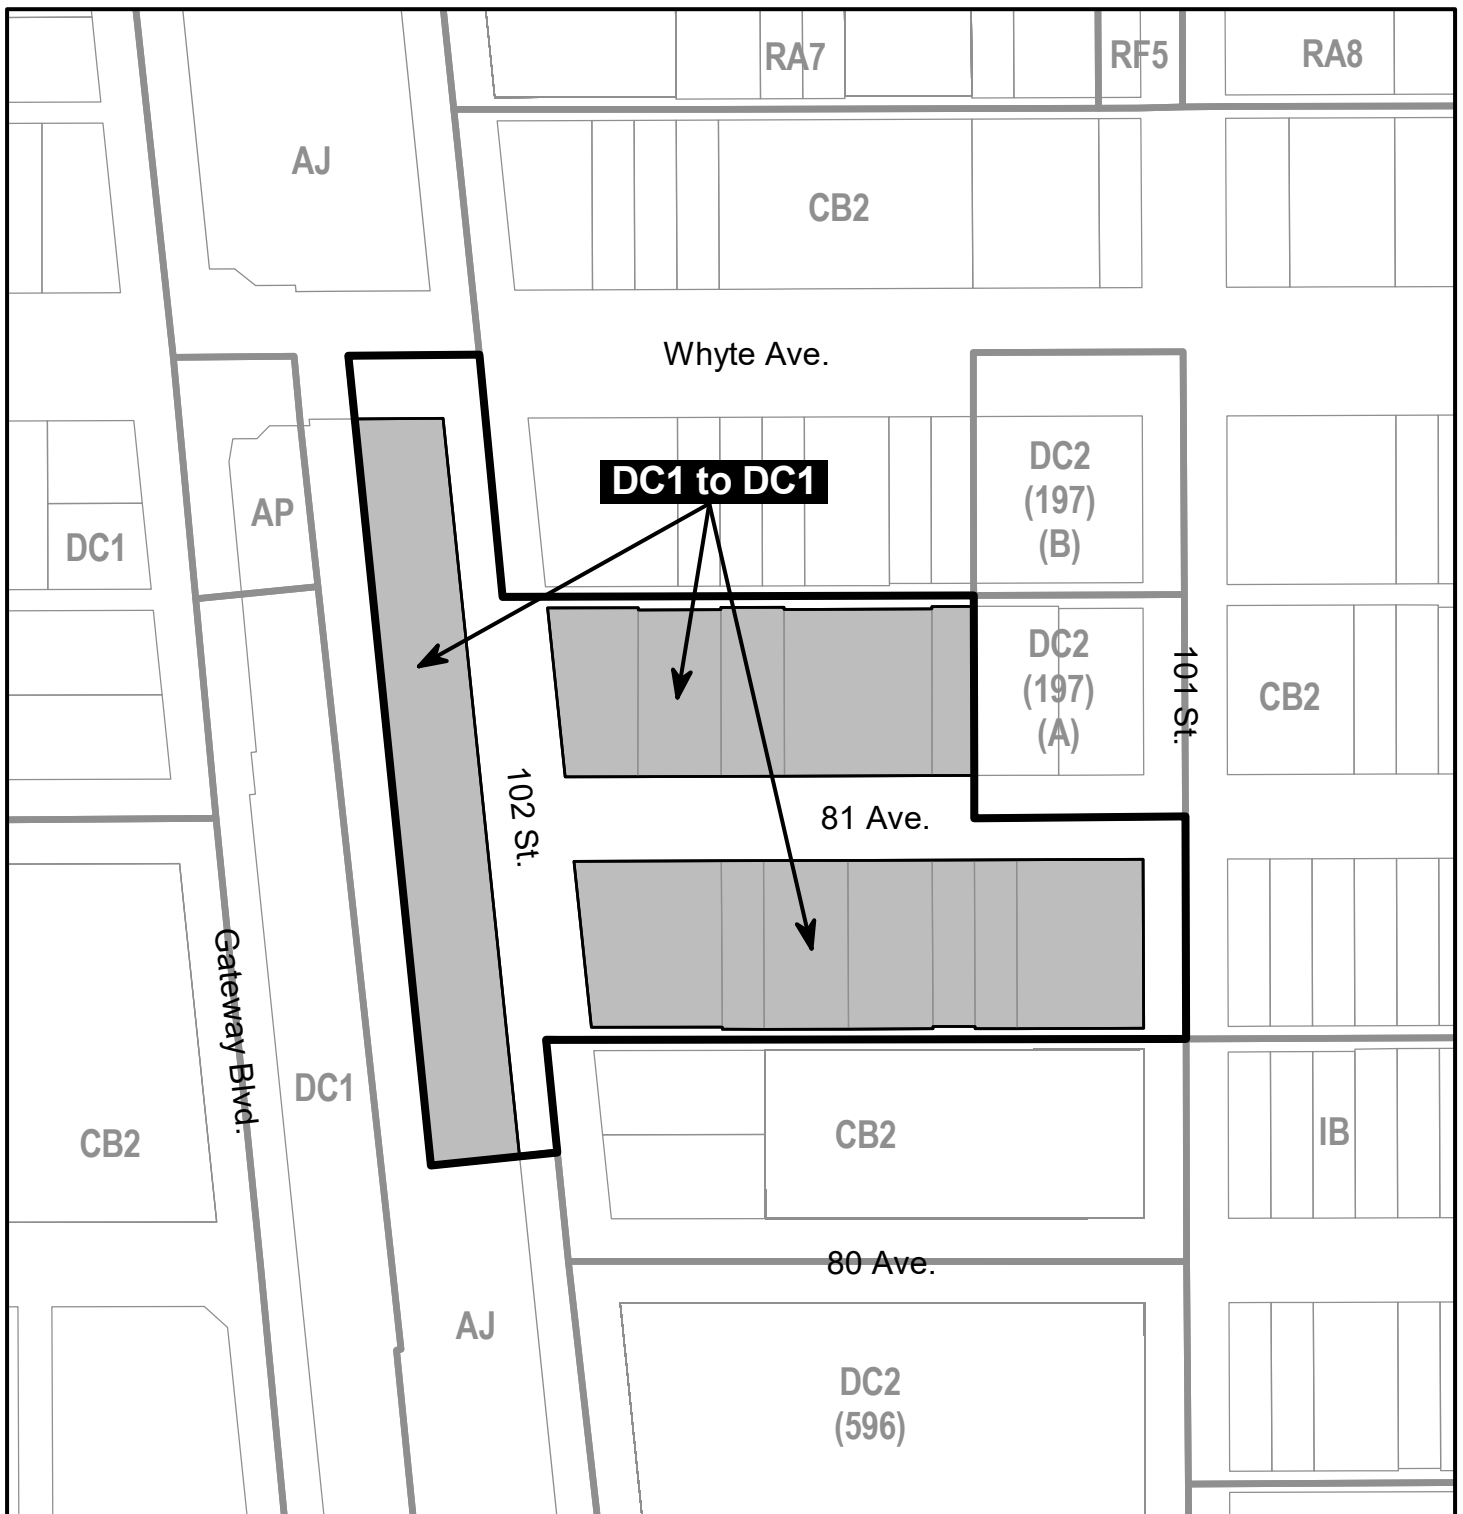 RA7
RF5
RA8
AJ
CB2
Whyte Ave.
DC1 to DC1
DC2
(197)
(B)
AP
DC1
DC2
(197)
(A)
101 St.
CB2
102 St.
81 Ave.
Gateway Blvd.
DC1
CB2
CB2
IB
80 Ave.
AJ
DC2
(596)